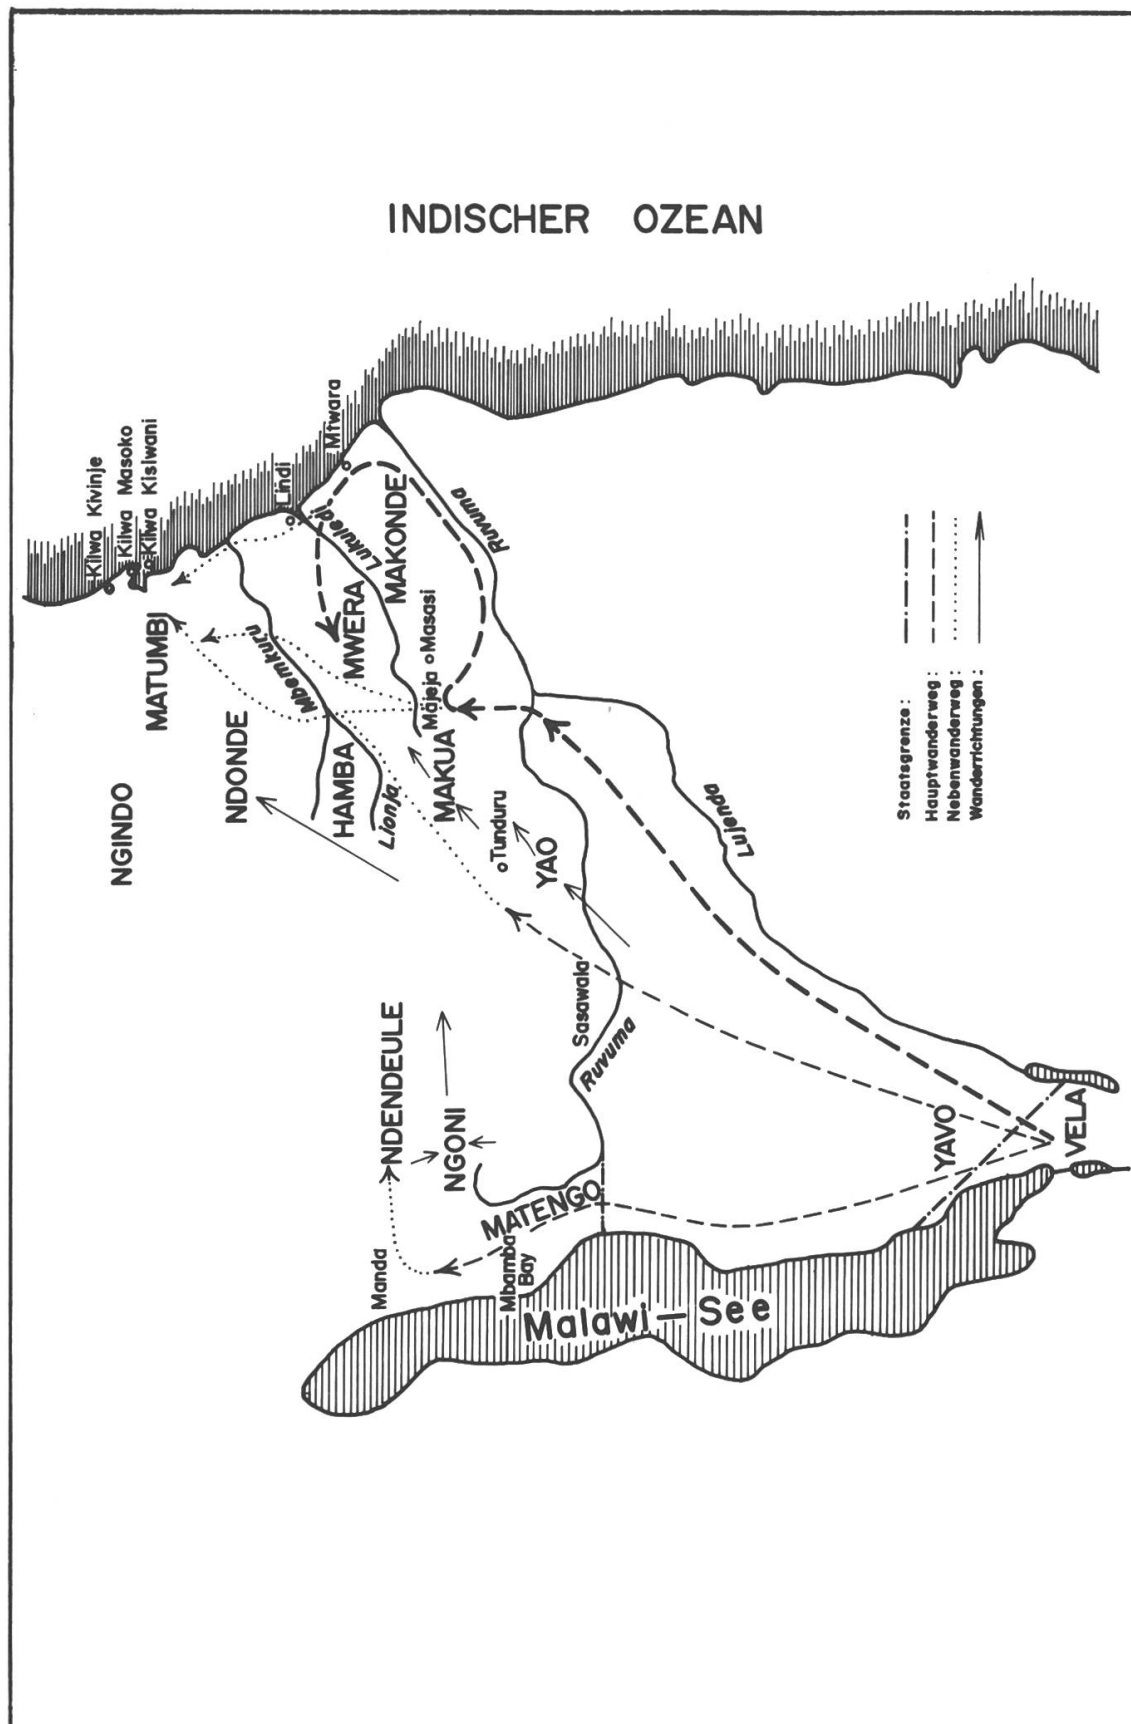 INDISCHER OZEAN
Kilwa Kivinje
Kilwa Masoko
Kilwa Kisiwani
Lindi
Mtwara
MATUMBI
NGINDO
NDONDE
Mbemkuru
HAMBA
Lionja
MWERA
Lukuledi
MAKONDE
Ruvuma
Majeja
Masasi
MAKUA
Tunduru
YAO
Lujenda
Sasawala
Ruvuma
NDENDEULE
NGONI
MATENGO
Manda
Mbamba
Bay
Malawi-See
YAVO
VELA
Staatsgrenze:
Hauptwanderweg:
Nebenwanderweg:
Wanderrichtungen: